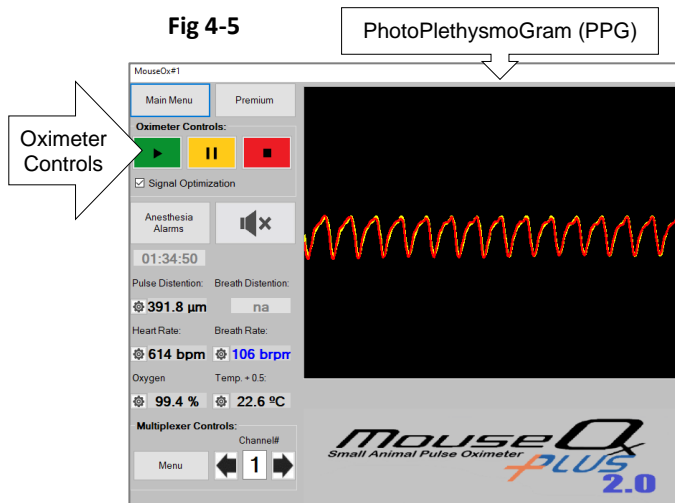 Fig 4-5
PhotoPlethysmoGram (PPG)
MouseOx#1
Main Menu
Premium
Oximeter Controls:
Oximeter
Controls
Signal Optimization
Anesthesia
Alarms
01:34:50
Pulse Distention:
Breath Distention:
391.8 µm
na
Heart Rate:
Breath Rate:
614 bpm
106 brpm
Oxygen
Temp. + 0.5:
99.4 %
22.6 ºC
Multiplexer Controls:
Channel#
Menu
1
MouseOx
Small Animal Pulse Oximeter
PLUS
2.0